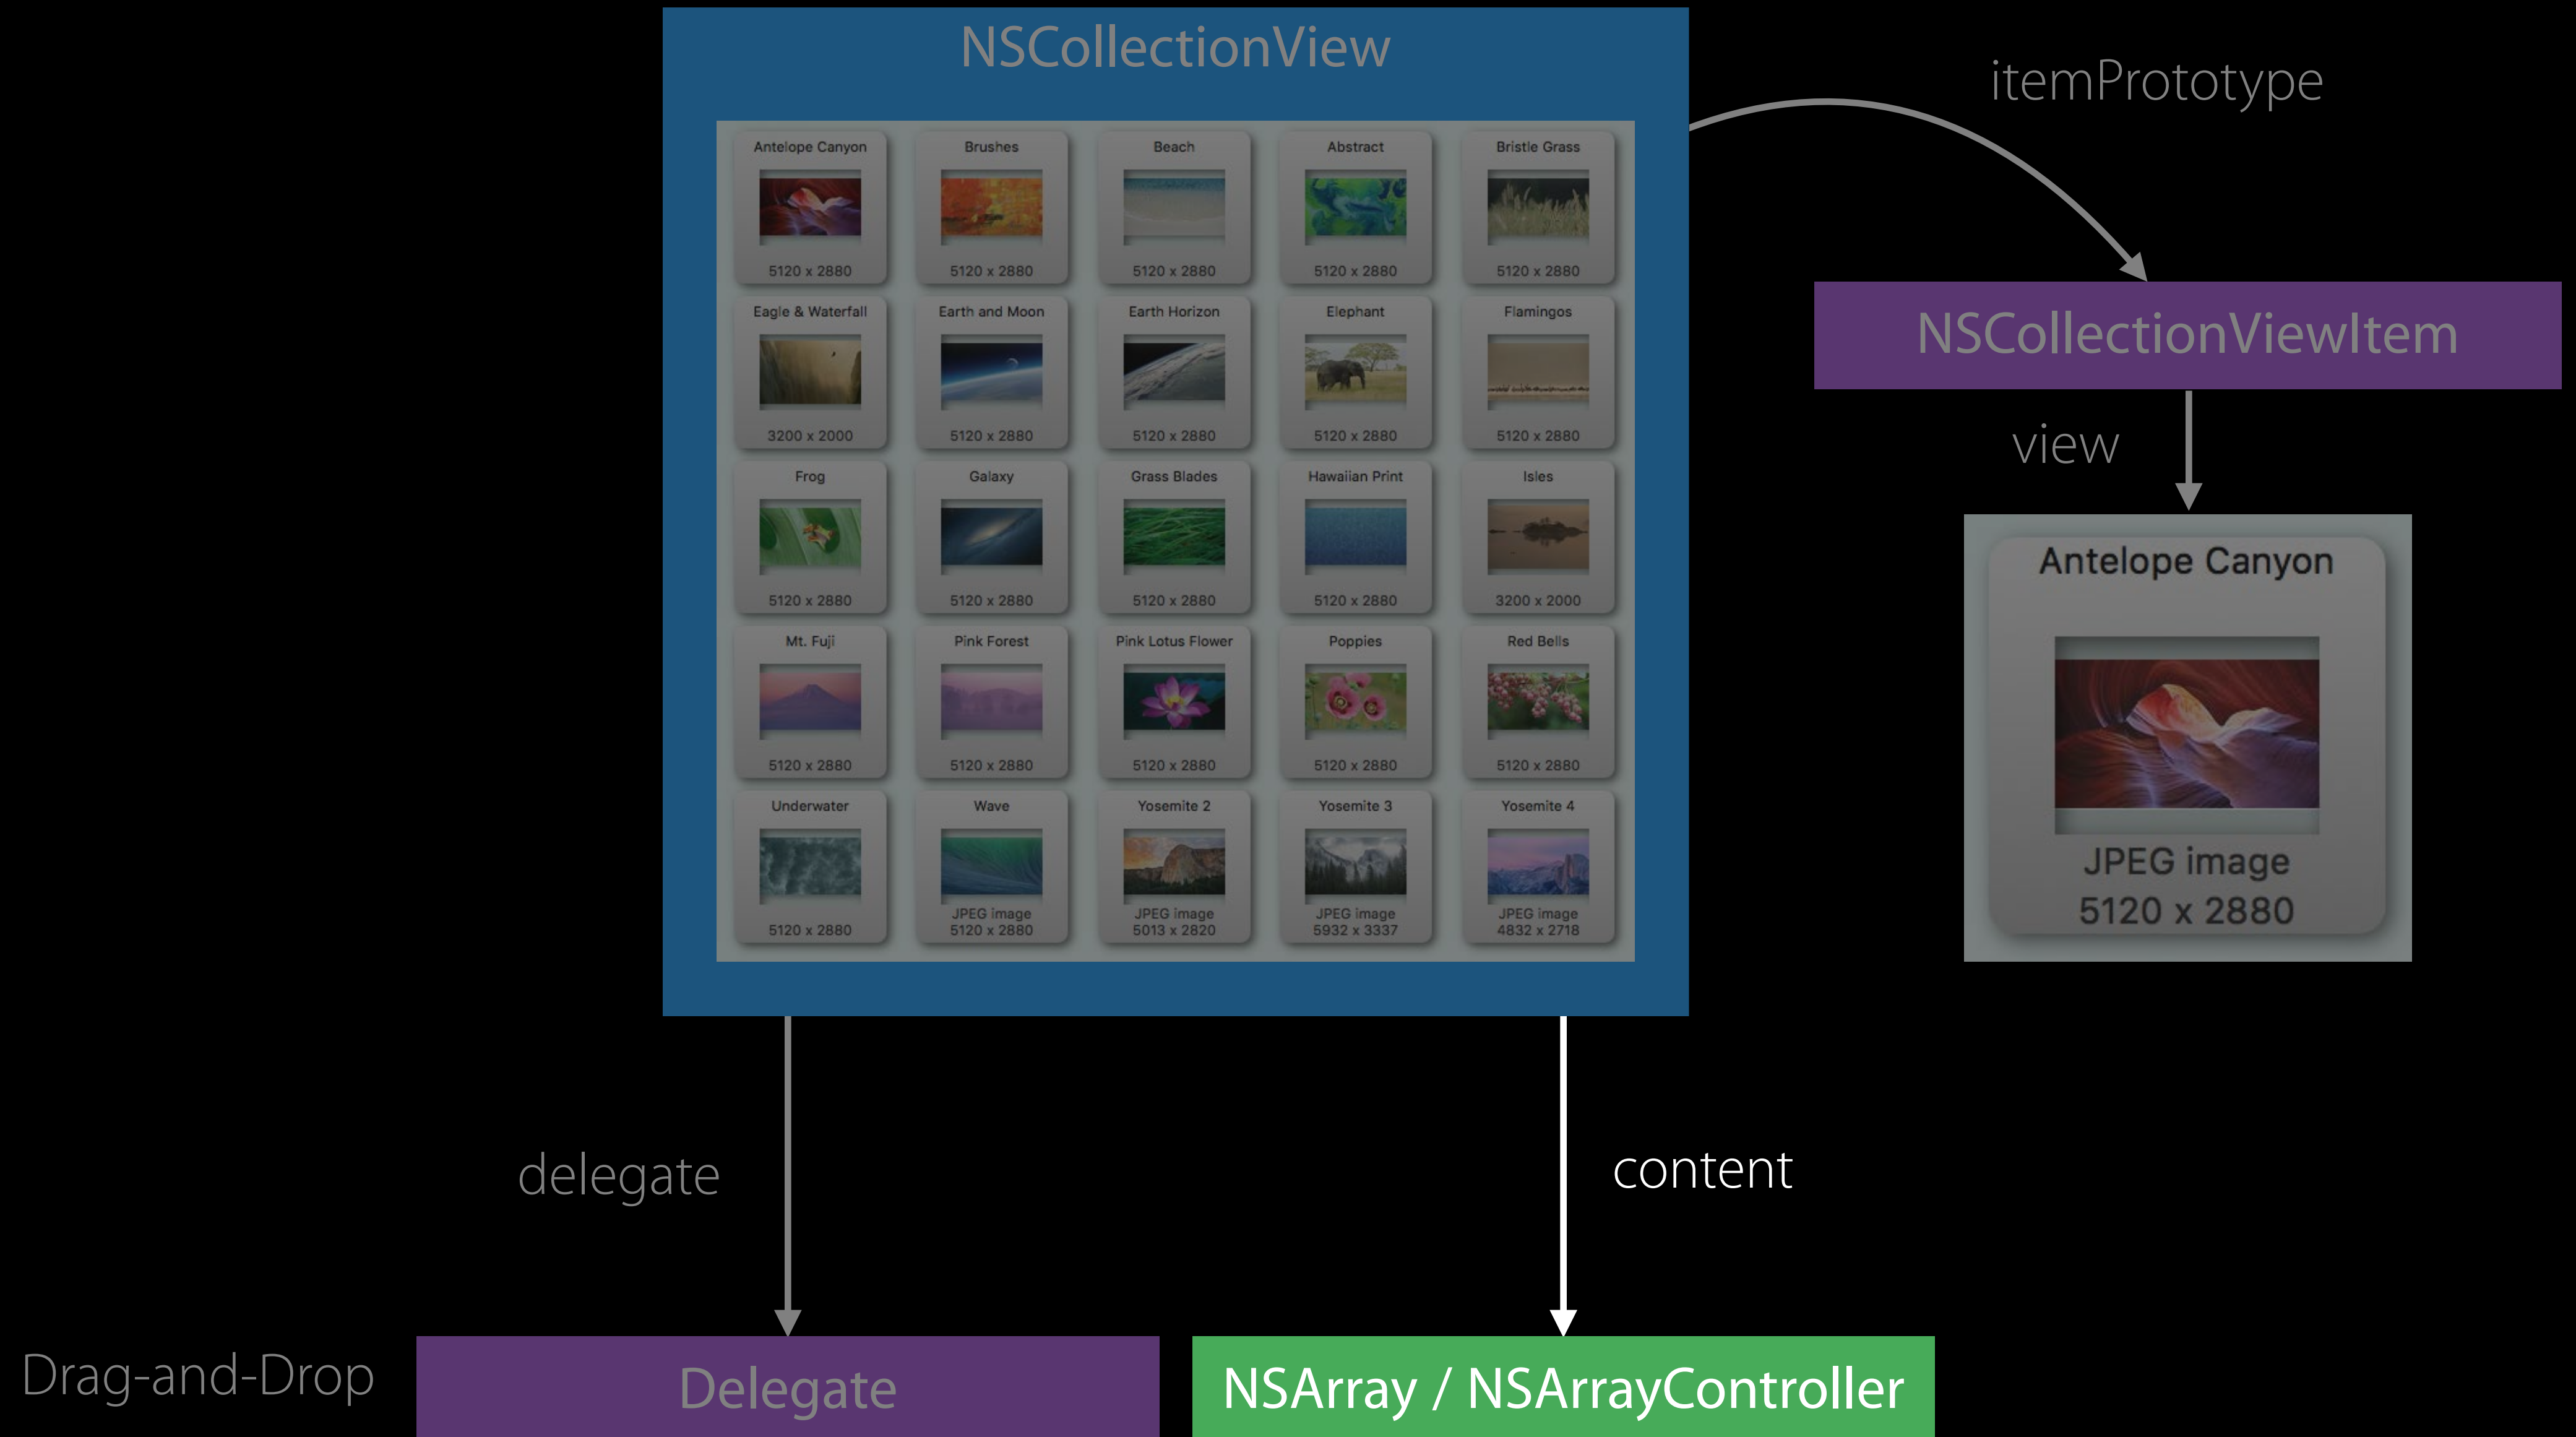 NSCollectionView
itemPrototype
Antelope Canyon
5120 x 2880
Brushes
5120 x 2880
Beach
5120 x 2880
Abstract
5120 x 2880
Bristle Grass
5120 x 2880
Eagle & Waterfall
3200 x 2000
Earth and Moon
5120 x 2880
Earth Horizon
5120 x 2880
Elephant
5120 x 2880
Flamingos
5120 x 2880
Frog
5120 x 2880
Galaxy
5120 x 2880
Grass Blades
5120 x 2880
Hawaiian Print
5120 x 2880
Isles
3200 x 2000
Mt. Fuji
5120 x 2880
Pink Forest
5120 x 2880
Pink Lotus Flower
5120 x 2880
Poppies
5120 x 2880
Red Bells
5120 x 2880
Underwater
5120 x 2880
Wave
JPEG image
5120 x 2880
Yosemite 2
JPEG image
5013 x 2820
Yosemite 3
JPEG image
5932 x 3337
Yosemite 4
JPEG image
4832 x 2718
NSCollectionViewItem
view
Antelope Canyon
JPEG image
5120 x 2880
delegate
content
Drag-and-Drop
Delegate
NSArray / NSArrayController